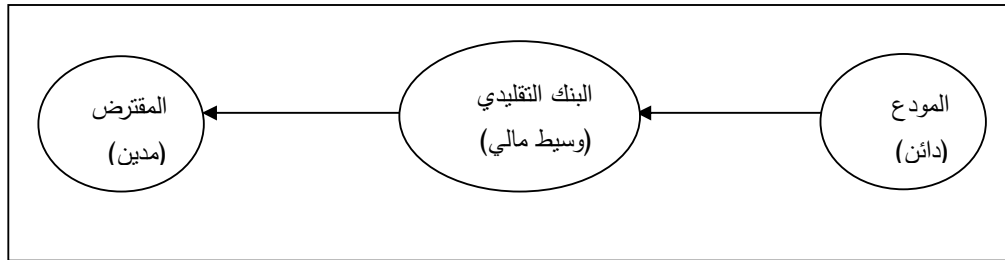 المودع
(دائن)
البنك التقليدي
(وسيط مالي)
المقترض
(مدين)